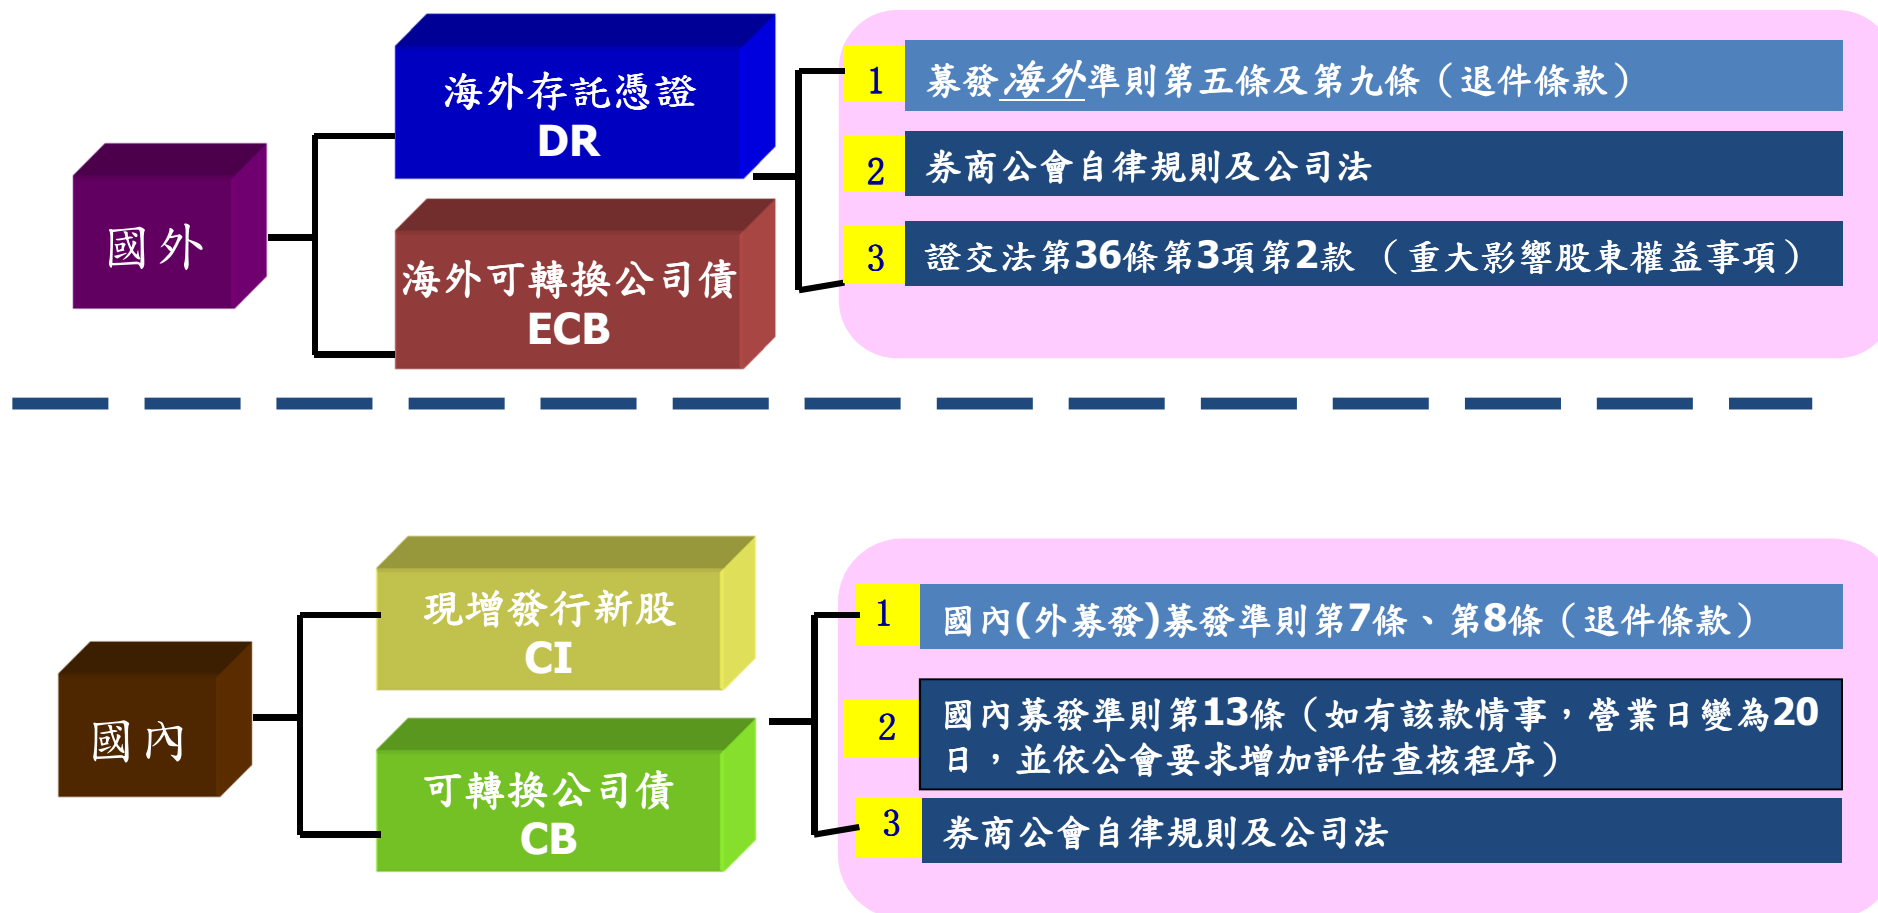 國外
海外存託憑證
DR
海外可轉換公司債
ECB
1
募發海外準則第五條及第九條（退件條款）
2
券商公會自律規則及公司法
3
證交法第36條第3項第2款 （重大影響股東權益事項）
國內
現增發行新股
CI
可轉換公司債
CB
1
國內(外募發)募發準則第7條、第8條（退件條款）
2
國內募發準則第13條（如有該款情事，營業日變為20
日，並依公會要求增加評估查核程序）
3
券商公會自律規則及公司法